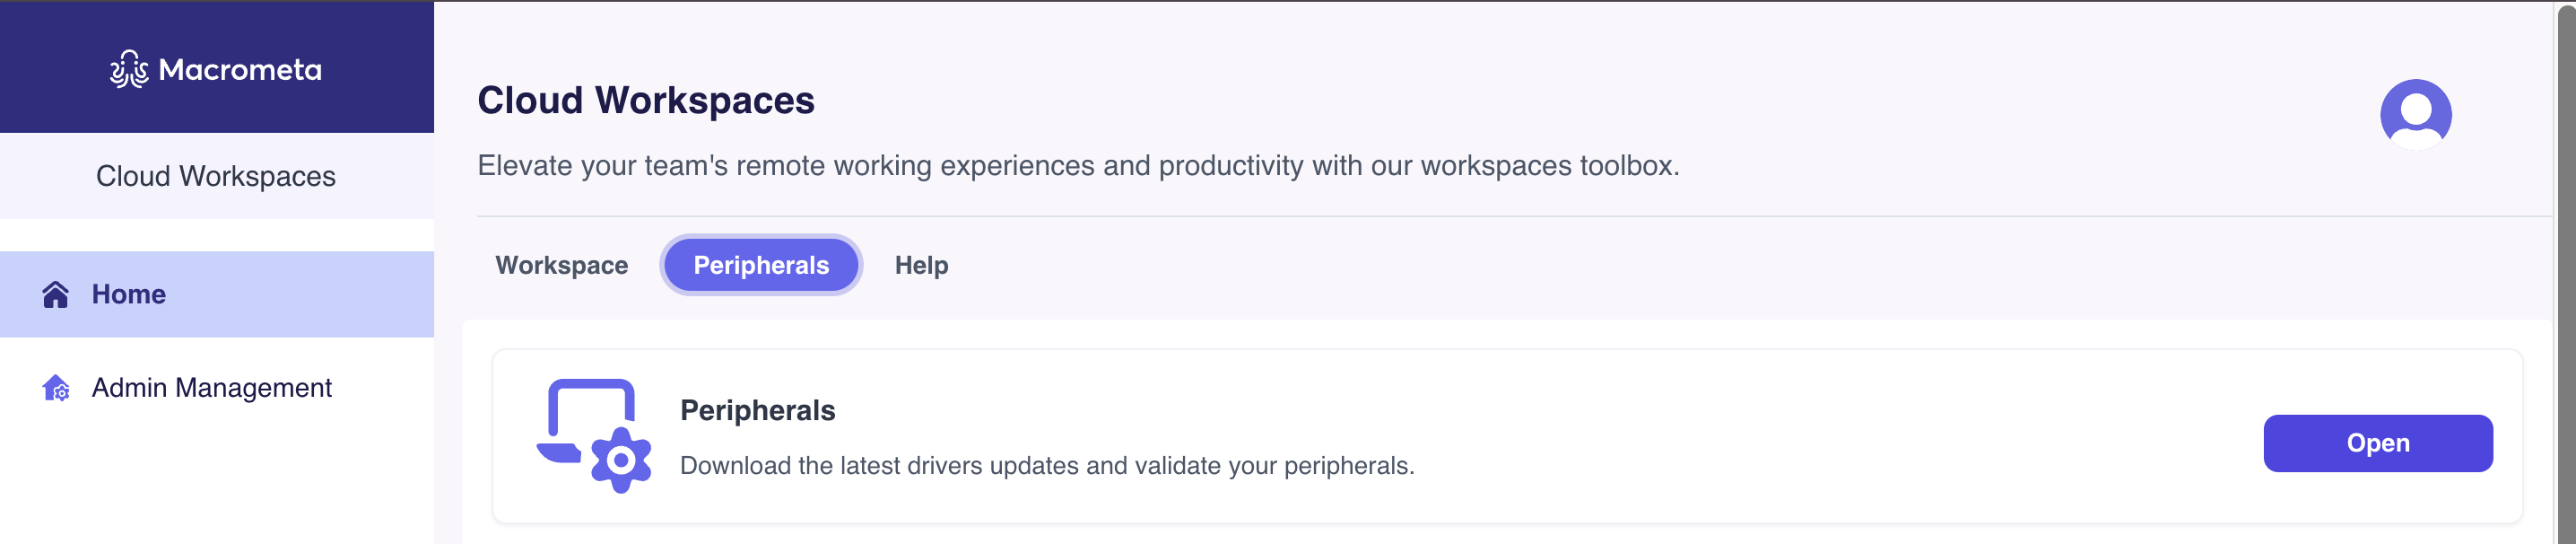 Macrometa
Cloud Workspaces
Home
Admin Management
Cloud Workspaces
Elevate your team's remote working experiences and productivity with our workspaces toolbox.
Workspace Peripherals Help
Peripherals
Download the latest drivers updates and validate your peripherals.
Open